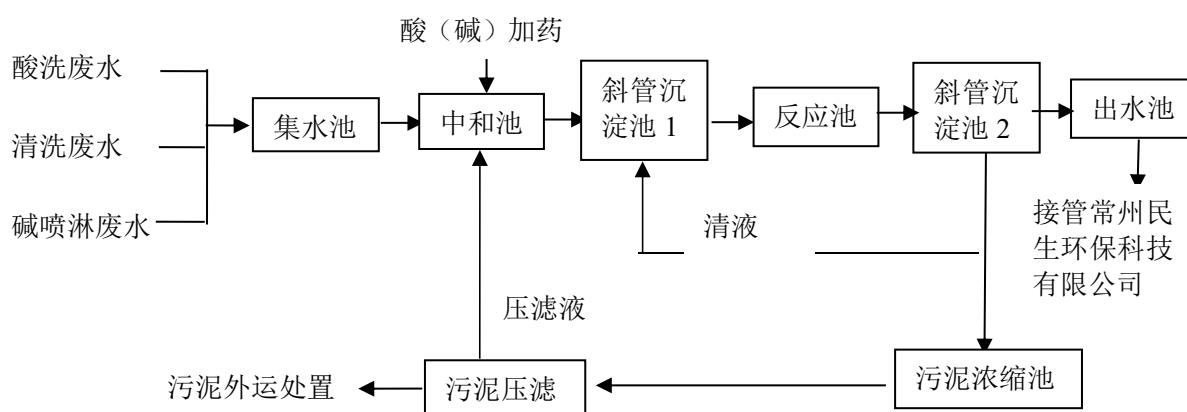 酸（碱）加药
酸洗废水
清洗废水
碱喷淋废水
集水池
中和池
斜管沉
淀池 1
反应池
斜管沉
淀池 2
出水池
接管常州民
生环保科技
有限公司
清液
压滤液
污泥外运处置
污泥压滤
污泥浓缩池